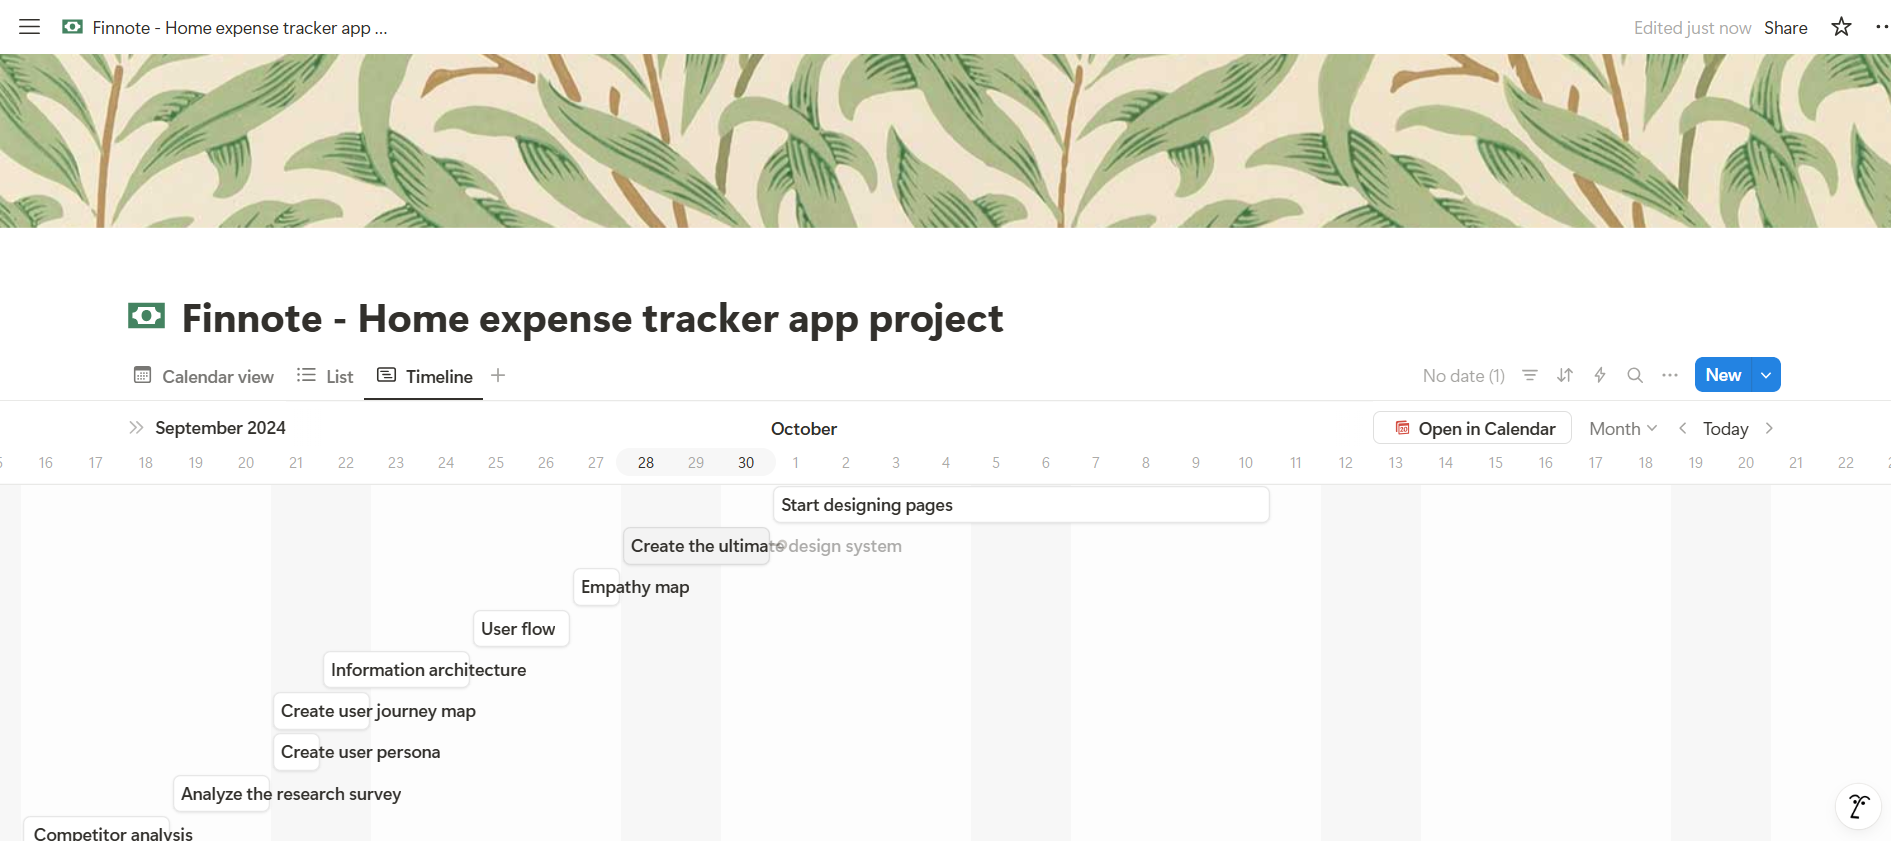 Finnote - Home expense tracker app ...
Edited just now
Share
Finnote - Home expense tracker app project
Calendar view
List
Timeline
No date (1)
New
September 2024
October
Open in Calendar
Month
Today
16 17 18 19 20 21 22 23 24 25 26 27 28 29 30 1 2 3 4 5 6 7 8 9 10 11 12 13 14 15 16 17 18 19 20 21 22
Start designing pages
Create the ultimate design system
Empathy map
User flow
Information architecture
Create user journey map
Create user persona
Analyze the research survey
Competitor analysis